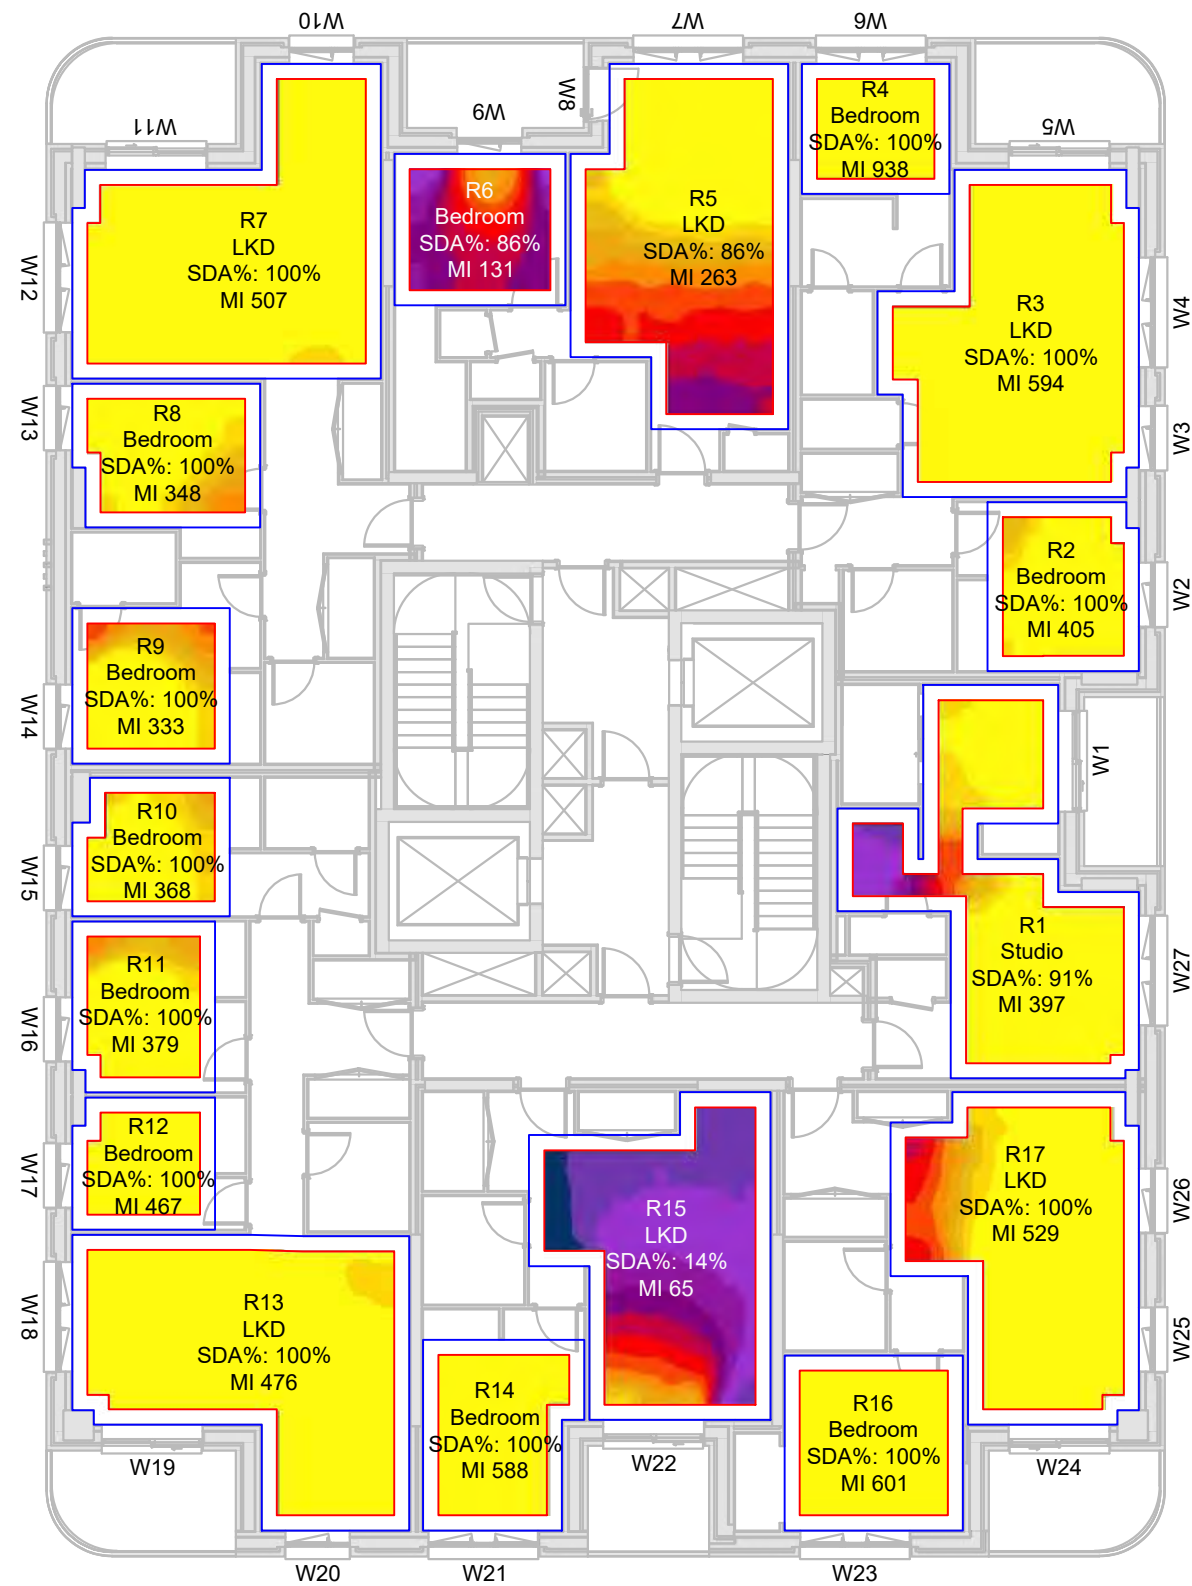 W10
W7
W6
W11
W9
W8
W5
R4
Bedroom
SDA%: 100%
MI 938
R6
Bedroom
SDA%: 86%
MI 131
R5
LKD
SDA%: 86%
MI 263
R7
LKD
SDA%: 100%
MI 507
W12
R3
LKD
SDA%: 100%
MI 594
W4
W13
R8
Bedroom
SDA%: 100%
MI 348
W3
R2
Bedroom
SDA%: 100%
MI 405
W2
R9
Bedroom
SDA%: 100%
MI 333
W14
W1
R10
Bedroom
SDA%: 100%
MI 368
W15
R1
Studio
SDA%: 91%
MI 397
W27
R11
Bedroom
SDA%: 100%
MI 379
W16
R12
Bedroom
SDA%: 100%
MI 467
W17
R17
LKD
SDA%: 100%
MI 529
W26
R15
LKD
SDA%: 14%
MI 65
R13
LKD
SDA%: 100%
MI 476
W18
W25
R14
Bedroom
SDA%: 100%
MI 588
R16
Bedroom
SDA%: 100%
MI 601
W19
W22
W24
W20
W21
W23